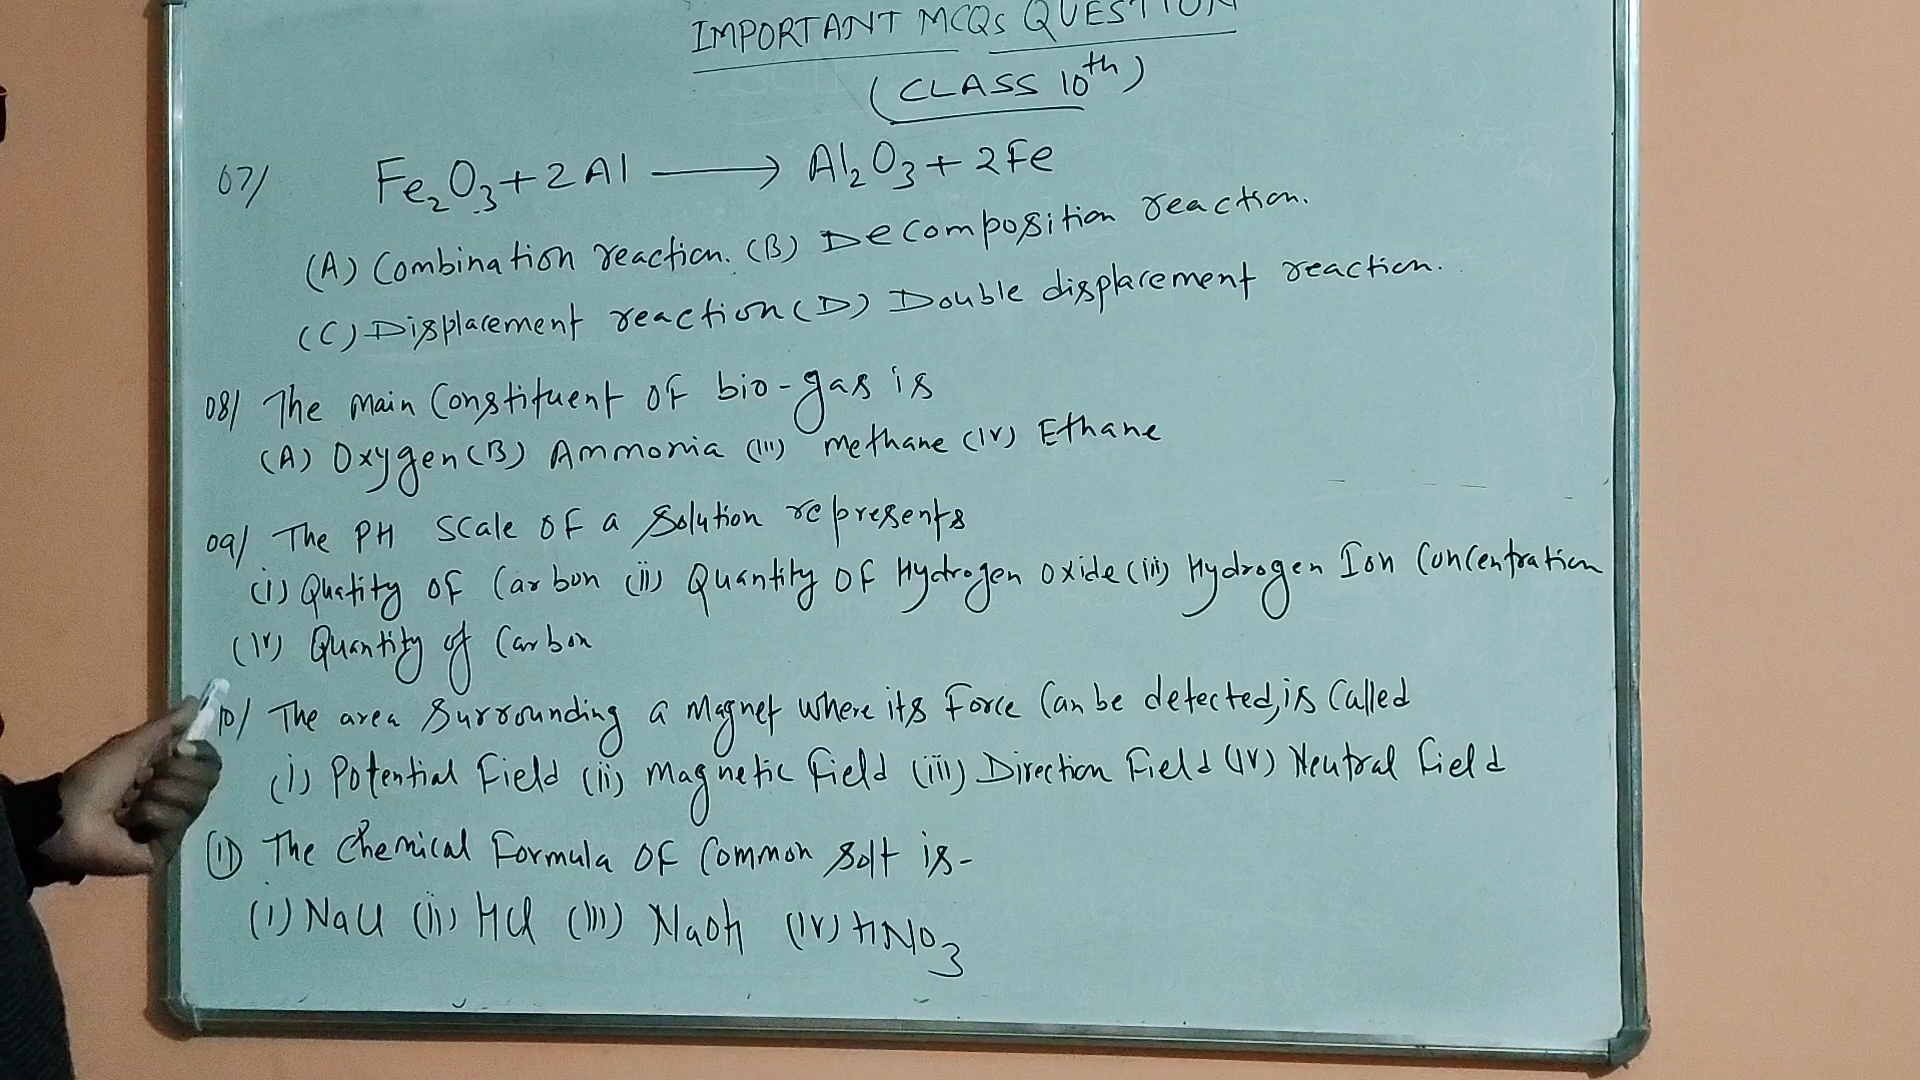 IMPORTANT MCQs QUESTION
(CLASS 10th)
07/ Fe₂O₃+2Al ⟶ Al₂O₃+2Fe
(A) Combination reaction. (B) Decomposition reaction.
(C) Displacement reaction (D) Double displacement reaction.
08/ The main Constituent OF bio-gas is
(A) Oxygen (B) Ammonia (iii) methane (iv) Ethane
09/ The PH Scale OF a Solution represents
(i) Quatity OF Carbon (ii) Quantity OF Hydrogen oxide (iii) Hydrogen Ion Concentration
(iv) Quantity of Carbon
10/ The area Surrounding a Magnet where its Force Can be detected, is Called
(i) Potential Field (ii) magnetic field (iii) Direction Field (iv) Neutral field
(11) The Chemical Formula OF Common Solt is-
(i) NaCl (ii) HCl (iii) NaOh (iv) HNO₃